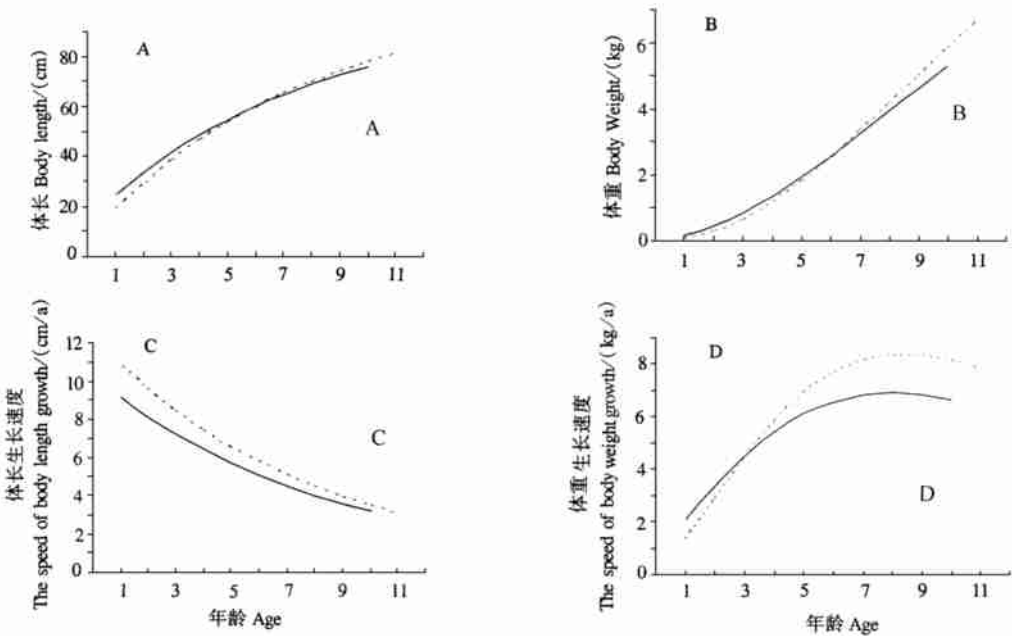 A
体长 Body length/(cm)
80
60
40
20
0
A
1 3 5 7 9 11
B
体重 Body Weight/(kg)
6
4
2
0
B
1 3 5 7 9 11
C
体长生长速度
The speed of body length growth/(cm/a)
12
10
8
6
4
2
0
C
1 3 5 7 9 11
年龄 Age
D
体重生长速度
The speed of body weight growth/(kg/a)
8
6
4
2
0
D
1 3 5 7 9 11
年龄 Age